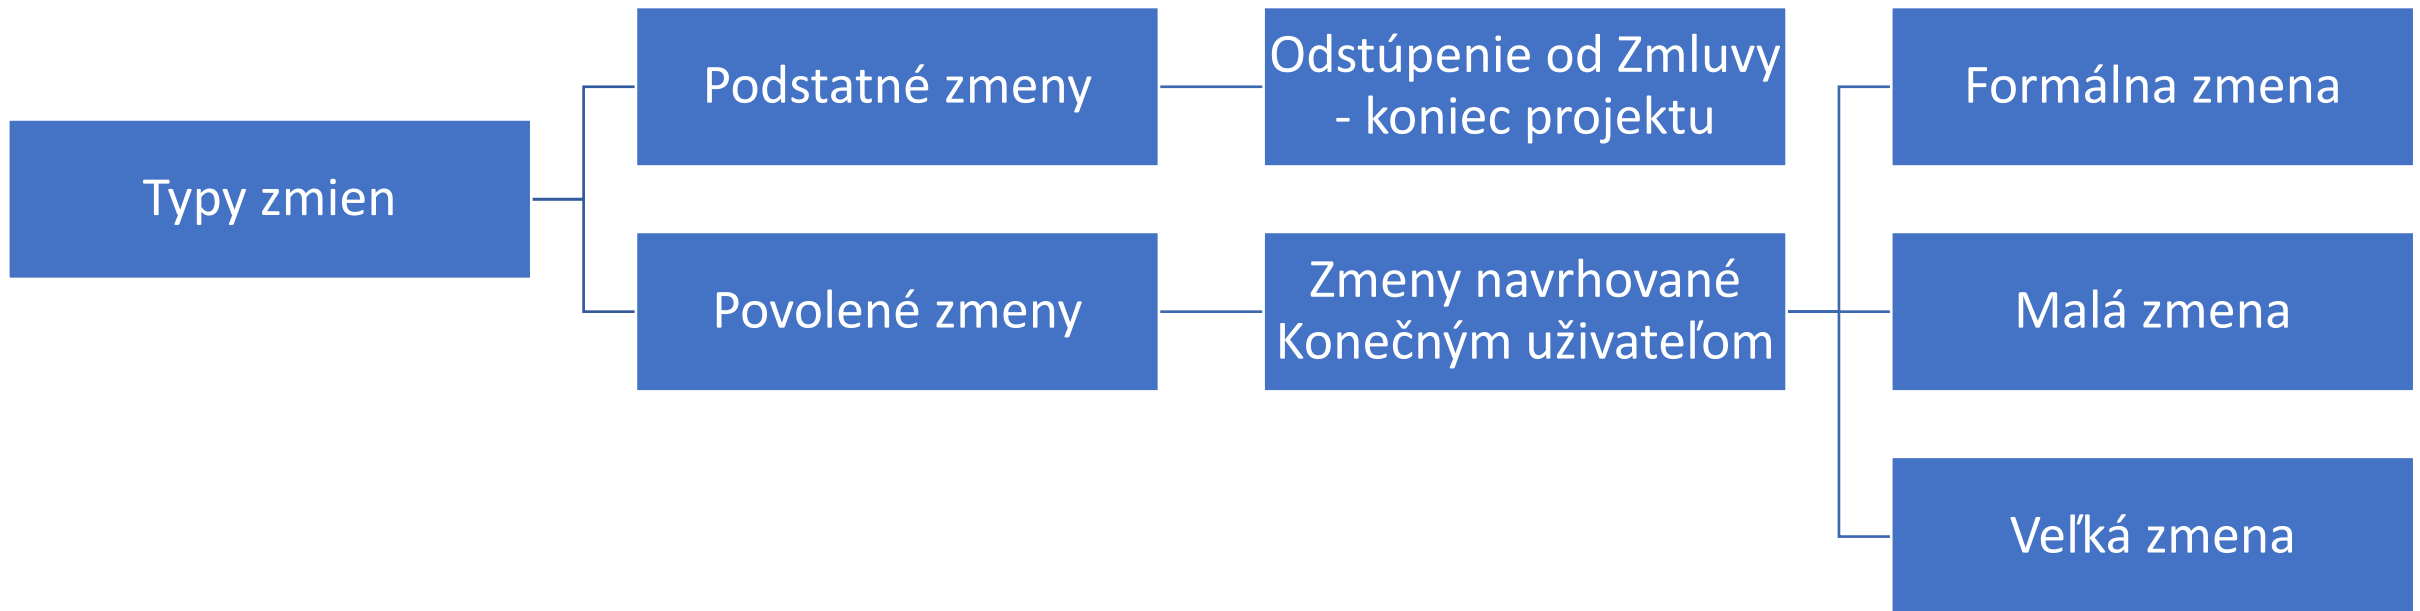 Typy zmien
Podstatné zmeny
Odstúpenie od Zmluvy
- koniec projektu
Povolené zmeny
Zmeny navrhované
Konečným uživateľom
Formálna zmena
Malá zmena
Veľká zmena